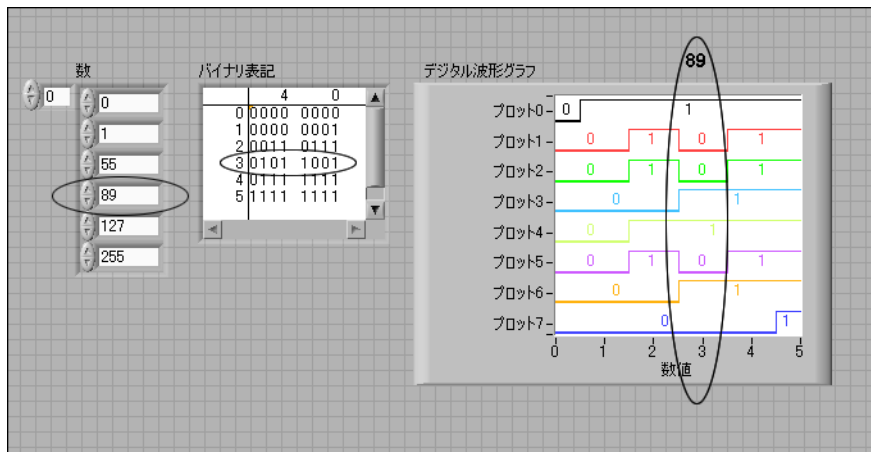 数
0
0
1
55
89
127
255
バイナリ表記
4 0
0 0000 0000
1 0000 0001
2 0011 0111
3 0101 1001
4 0111 1111
5 1111 1111
デジタル波形グラフ
89
プロット0 0 1
プロット1 0 1 0 1
プロット2 0 1 0 1
プロット3 0 1
プロット4 0 1
プロット5 0 1 0 1
プロット6 0 1
プロット7 0 1
0 1 2 3 4 5
数値